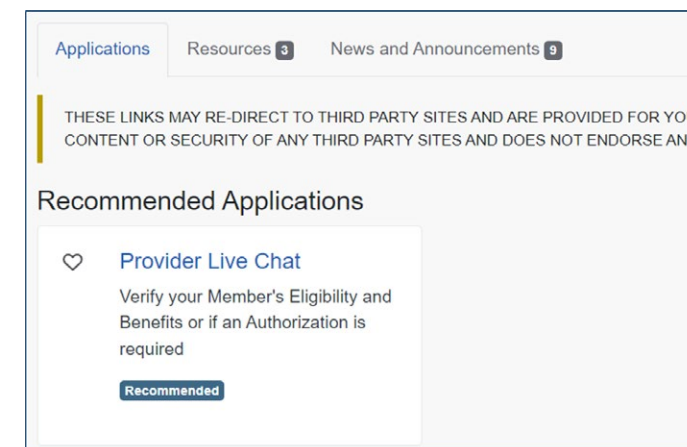 Applications Resources 3 News and Announcements 9
THESE LINKS MAY RE-DIRECT TO THIRD PARTY SITES AND ARE PROVIDED FOR
CONTENT OR SECURITY OF ANY THIRD PARTY SITES AND DOES NOT ENDORSE
Recommended Applications
Provider Live Chat
Verify your Member's Eligibility and
Benefits or if an Authorization is
required
Recommended